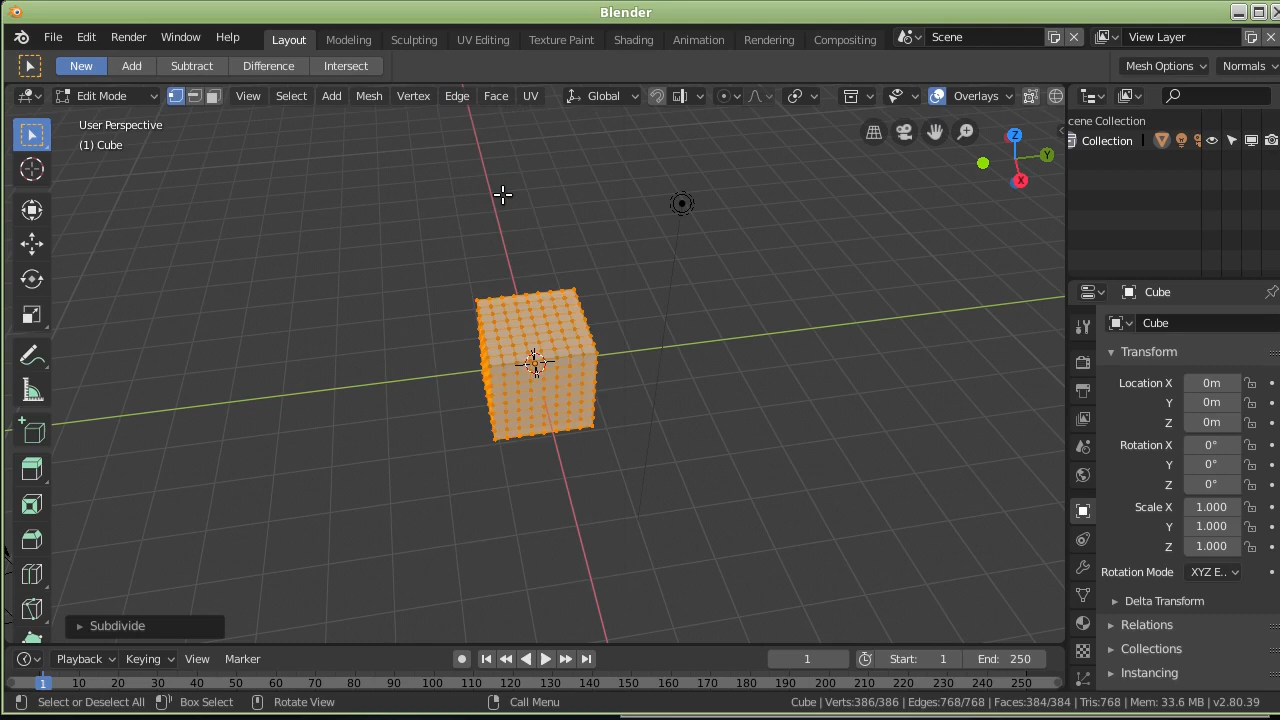 Blender
File Edit Render Window Help Layout Modeling Sculpting UV Editing Texture Paint Shading Animation Rendering Compositing Scene View Layer
New Add Subtract Difference Intersect Mesh Options Normals
Edit Mode View Select Add Mesh Vertex Edge Face UV Global Overlays
User Perspective
(1) Cube
cene Collection
Collection
Z
Y
X
Cube
Cube
Transform
Location X 0m
Y 0m
Z 0m
Rotation X 0°
Y 0°
Z 0°
Scale X 1.000
Y 1.000
Z 1.000
Rotation Mode XYZ E..
Delta Transform
Relations
Collections
Instancing
Subdivide
Playback Keying View Marker 1 Start: 1 End: 250
1 10 20 30 40 50 60 70 80 90 100 110 120 130 140 150 160 170 180 190 200 210 220 230 240 250
Select or Deselect All Box Select Rotate View Call Menu Cube | Verts:386/386 | Edges:768/768 | Faces:384/384 | Tris:768 | Mem: 33.6 MB | v2.80.39